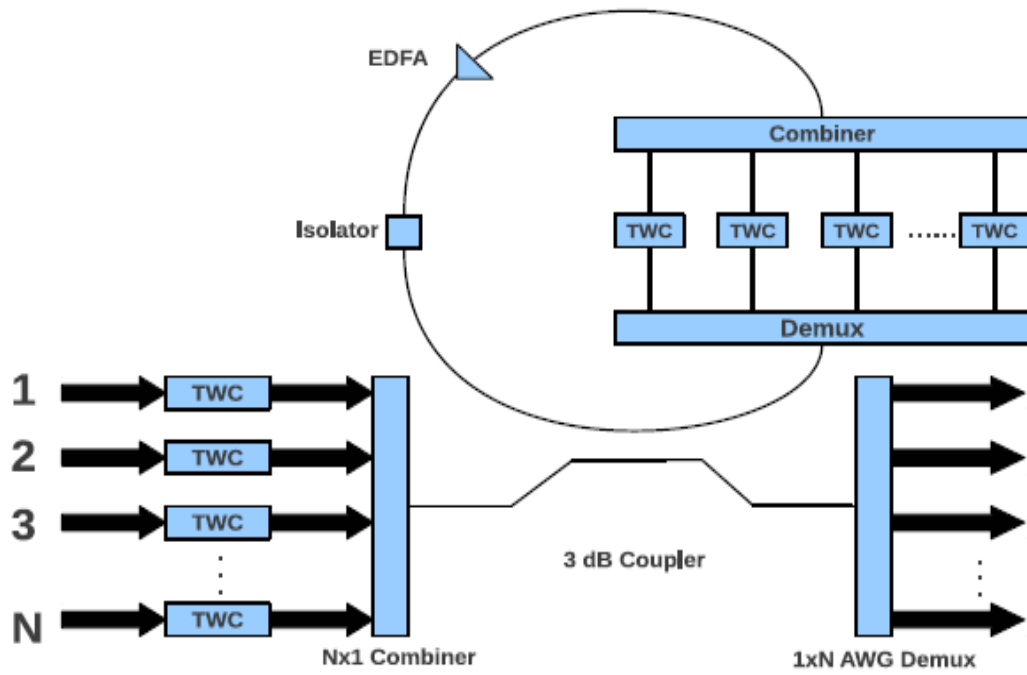 EDFA
Combiner
Isolator
TWC TWC TWC ...... TWC
Demux
1 TWC
2 TWC
3 TWC
N TWC
3 dB Coupler
Nx1 Combiner
1xN AWG Demux